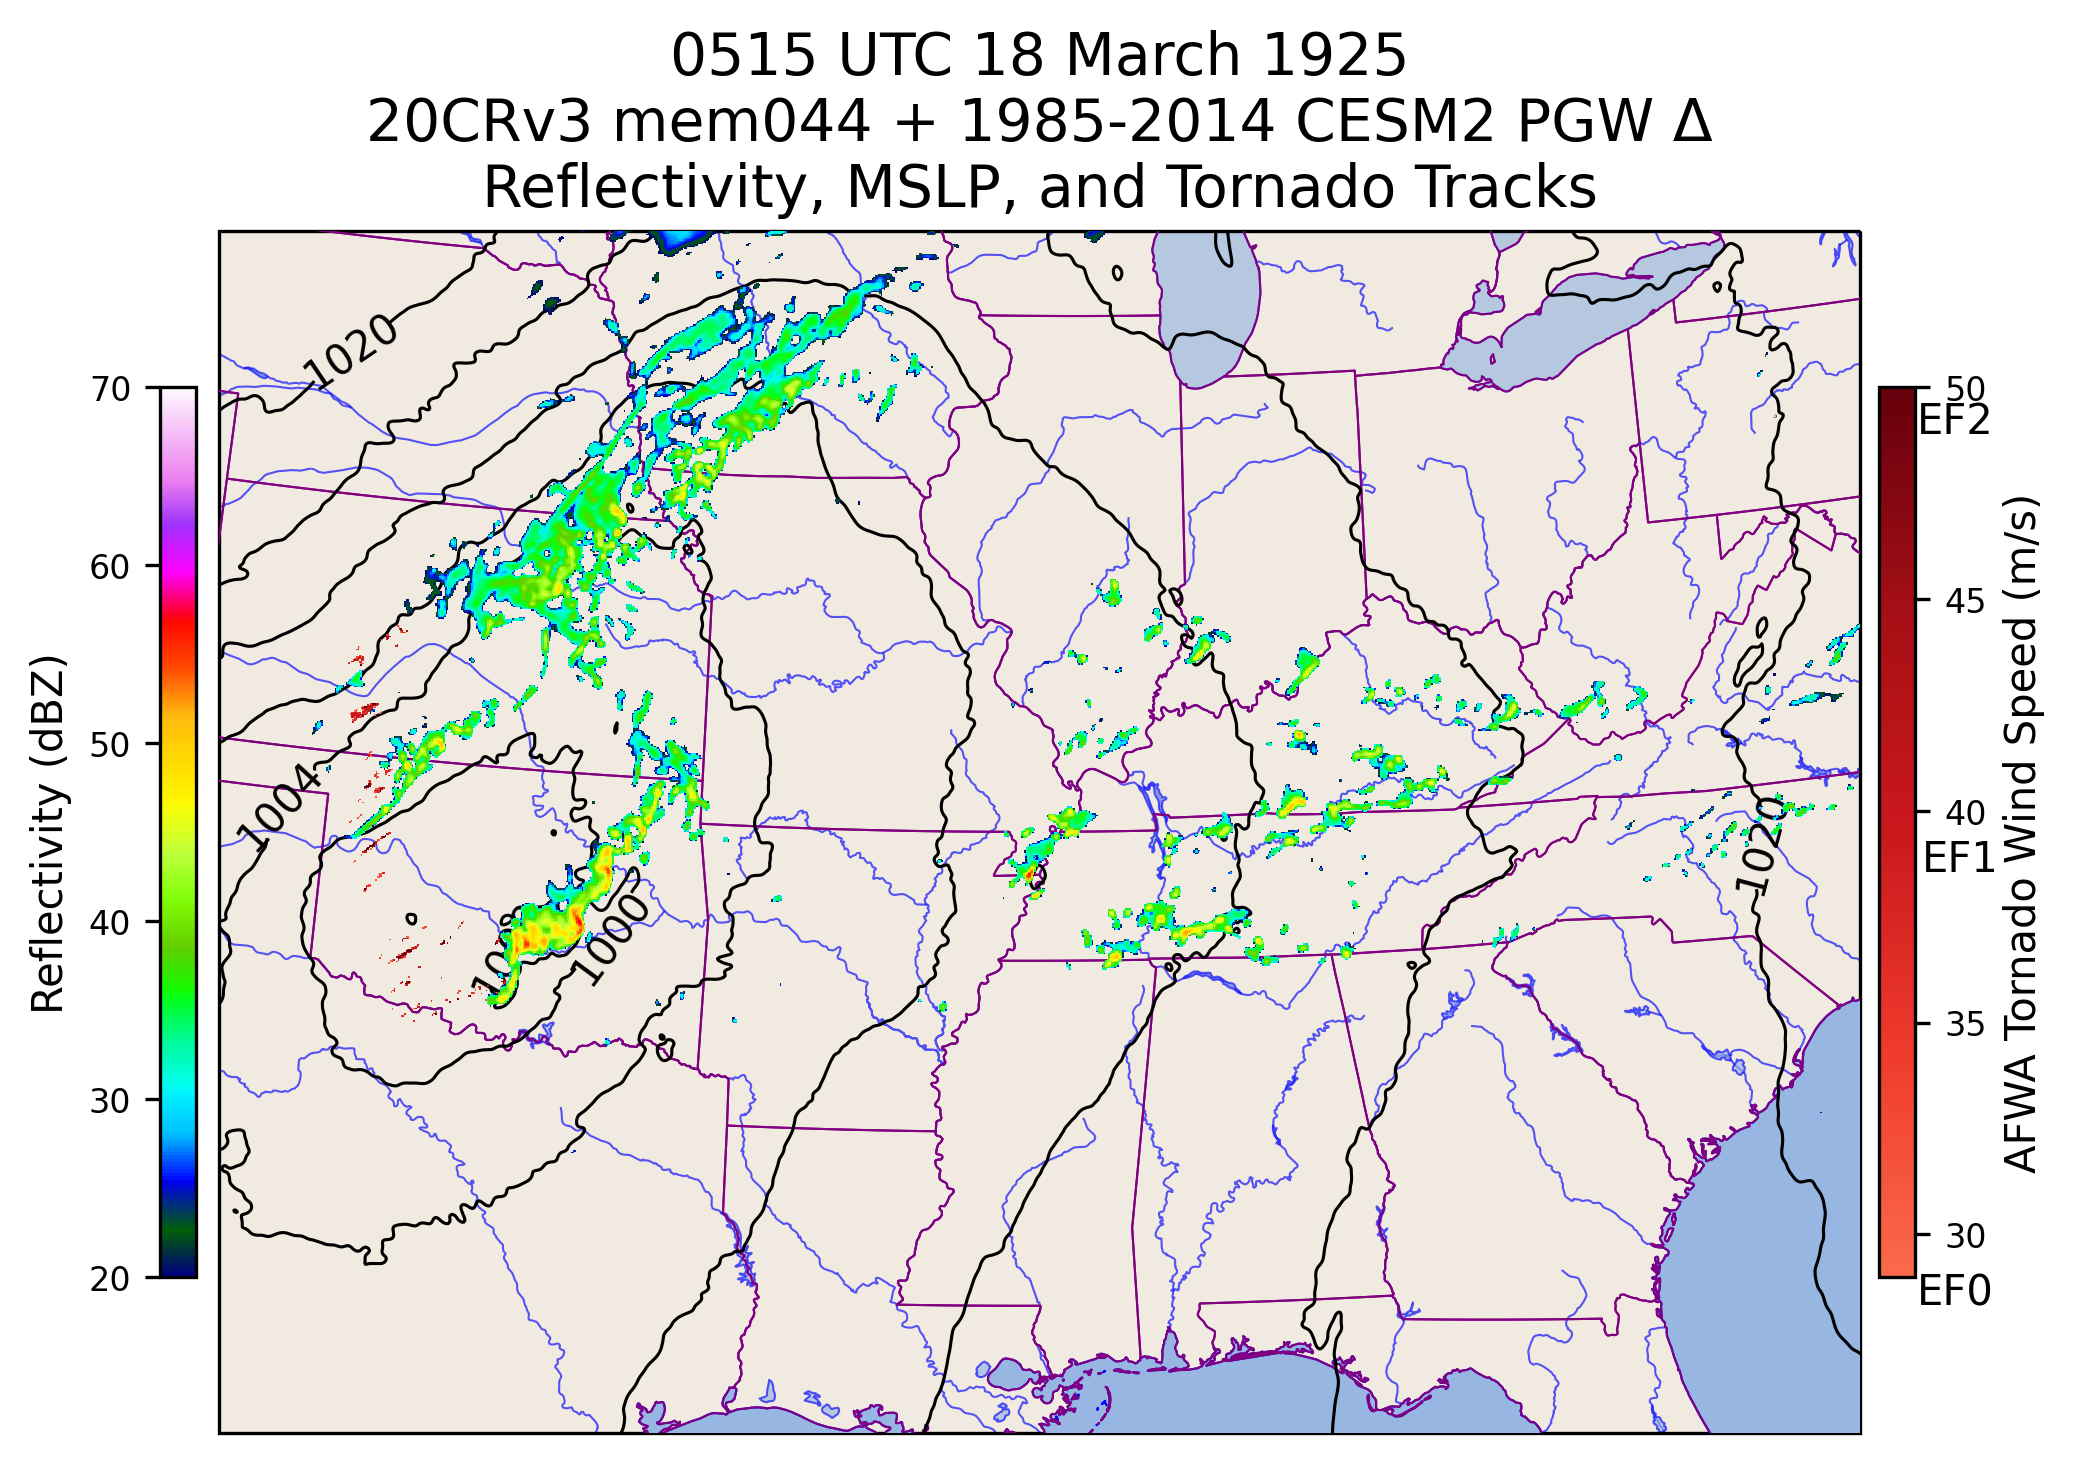 0515 UTC 18 March 1925
20CRv3 mem044 + 1985-2014 CESM2 PGW Δ
Reflectivity, MSLP, and Tornado Tracks
Reflectivity (dBZ)
70
60
50
40
30
20
1020
1004
1000
1020
50
EF2
45
40
EF1
35
30
EF0
AFWA Tornado Wind Speed (m/s)